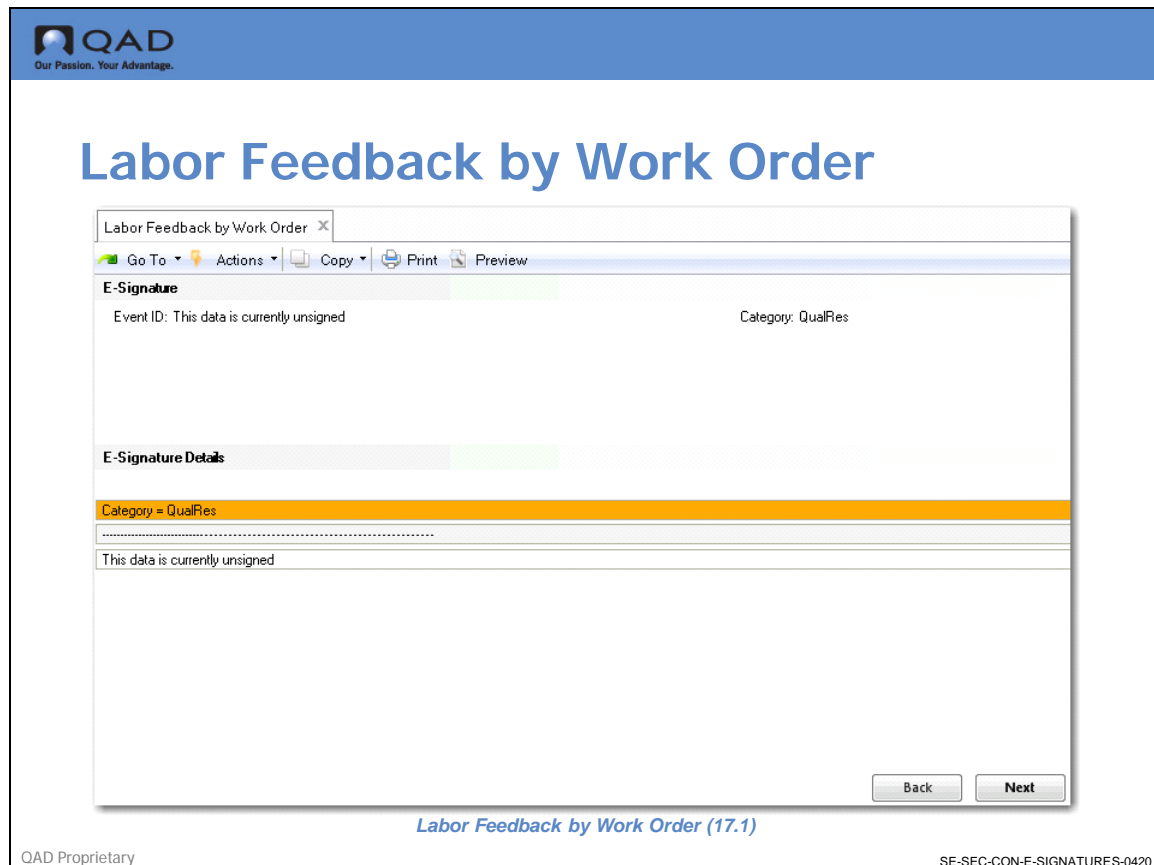 QAD
Our Passion. Your Advantage.
Labor Feedback by Work Order
Labor Feedback by Work Order
Go To Actions Copy Print Preview
E-Signature
Event ID: This data is currently unsigned Category: QualRes
E-Signature Details
Category = QualRes
--------------------------------------------------------------------------------
This data is currently unsigned
Back Next
Labor Feedback by Work Order (17.1)
QAD Proprietary SE-SEC-CON-E-SIGNATURES-0420